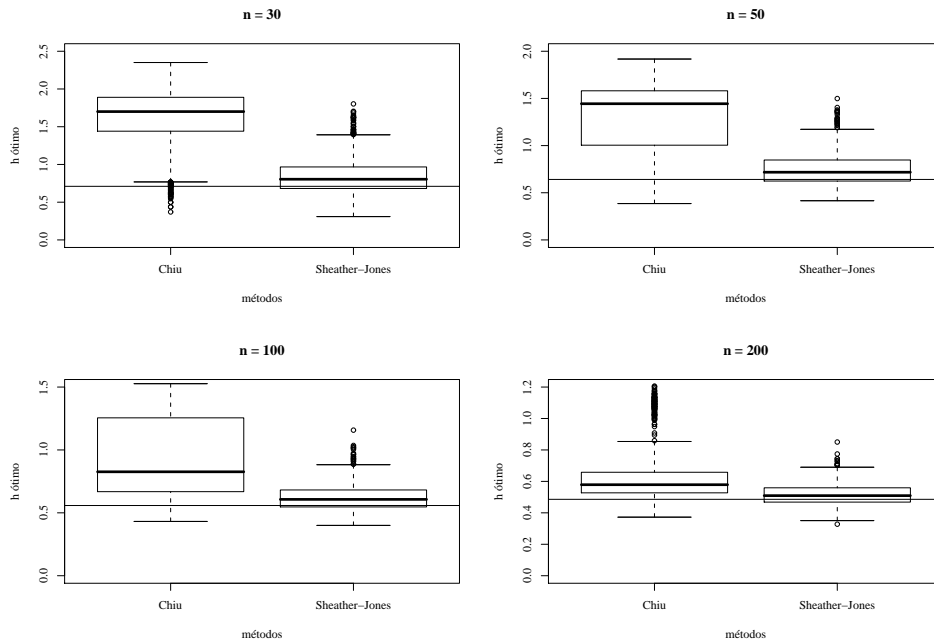 n = 30
h ótimo
0.0 0.5 1.0 1.5 2.0 2.5
Chiu Sheather−Jones
métodos
n = 50
h ótimo
0.0 0.5 1.0 1.5 2.0
Chiu Sheather−Jones
métodos
n = 100
h ótimo
0.0 0.5 1.0 1.5
Chiu Sheather−Jones
métodos
n = 200
h ótimo
0.0 0.2 0.4 0.6 0.8 1.0 1.2
Chiu Sheather−Jones
métodos